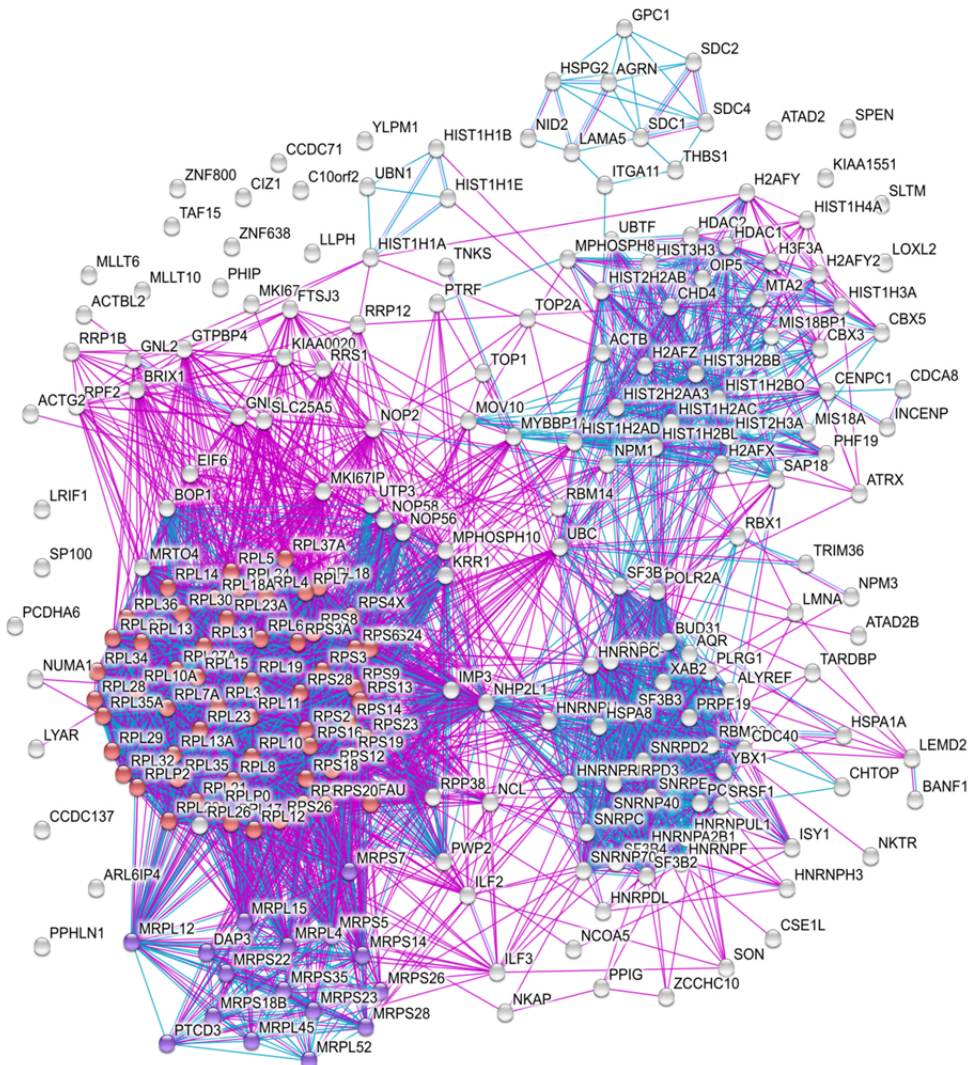 GPC1
SDC2
HSPG2 AGRN
SDC4
NID2 LAMA5 SDC1
ATAD2 SPEN
YLPM1 HIST1H1B
CCDC71
THBS1
ZNF800 CIZ1 C10orf2 UBN1
HIST1H1E
ITGA11
H2AFY
KIAA1551
SLTM
TAF15
ZNF638
LLPH
HIST1H1A
UBTF
HDAC2
HIST1H4A
MPHOSPH8 HIST3H3 HDAC1
H3F3A
LOXL2
MLLT6
MLLT10
PHIP
MKI67
FTSJ3
TNKS
PTRF
HIST2H2AB OIP5
H2AFY2
MTA2
CHD4
HIST1H3A
ACTBL2
RRP12
TOP2A
MIS18BP1
CBX5
CBX3
RRP1B
GNL2
GTPBP4
KIAA0020
RRS1
ACTB
H2AFZ
HIST3H2BB
BRIX1
TOP1
HIST2H2AA3
HIST1H2BO
CENPC1
CDCA8
ACTG2
RPF2
SLC25A5
NOP2
MOV10
MYBBP1A
HIST1H2AC
HIST1H2AD
HIST2H3A
MIS18A
INCENP
HIST1H2BL
PHF19
NPM1
H2AFX
SAP18
ATRX
EIF6
MKI67IP
LRIF1
BOP1
UTP3
NOP58
NOP56
RBM14
UBC
RBX1
MPHOSPH10
KRR1
TRIM36
SP100
MRTO4
RPL5
RPL37A
RPL14
RPL18A
RPL4
RPL7
SF3B
POLR2A
NPM3
LMNA
RPL36
RPL30
RPL23A
RPS4X
PCDHA6
RPL13
RPL31
RPL6
RPS3A
RPS8
BUD31
AQR
ATAD2B
HNRNPC
RPL34
RPL15
RPL19
RPS3
XAB2
PLRG1
TARDBP
NUMA1
RPL10A
RPS28
RPS9
RPS13
IMP3
NHP2L1
SF3B3
ALYREF
RPL28
RPL7A
RPL3
RPL35A
RPL11
RPS14
HSPA8
PRPF19
RPL23
RPS2
RPS23
CDC40
HSPA1A
LYAR
RPL29
RPL13A
RPS16
RPS19
SNRPD2
LEMD2
RPL10
RPS12
YBX1
RPL32
RPL35
RPL8
RPS18
RPLP2
SNRPE
SRSF1
CHTOP
BANF1
RPLP0
RPS20
FAU
RPP38
NCL
SNRNP40
RPL26
RPS26
RPL12
SNRPC
HNRNPUL1
CCDC137
HNRNPA2B1
ISY1
SF3B4
HNRNPF
MRPS7
PWP2
SNRNP70
SF3B2
NKTR
ARL6IP4
ILF2
HNRNPH3
HNRPDL
MRPL15
MRPL12
MRPL4
MRPS5
PPHLN1
DAP3
MRPS14
NCOA5
CSE1L
MRPS22
ILF3
SON
MRPS35
MRPS26
PPIG
ZCCHC10
MRPS18B
MRPS23
NKAP
MRPS28
PTCD3
MRPL45
MRPL52